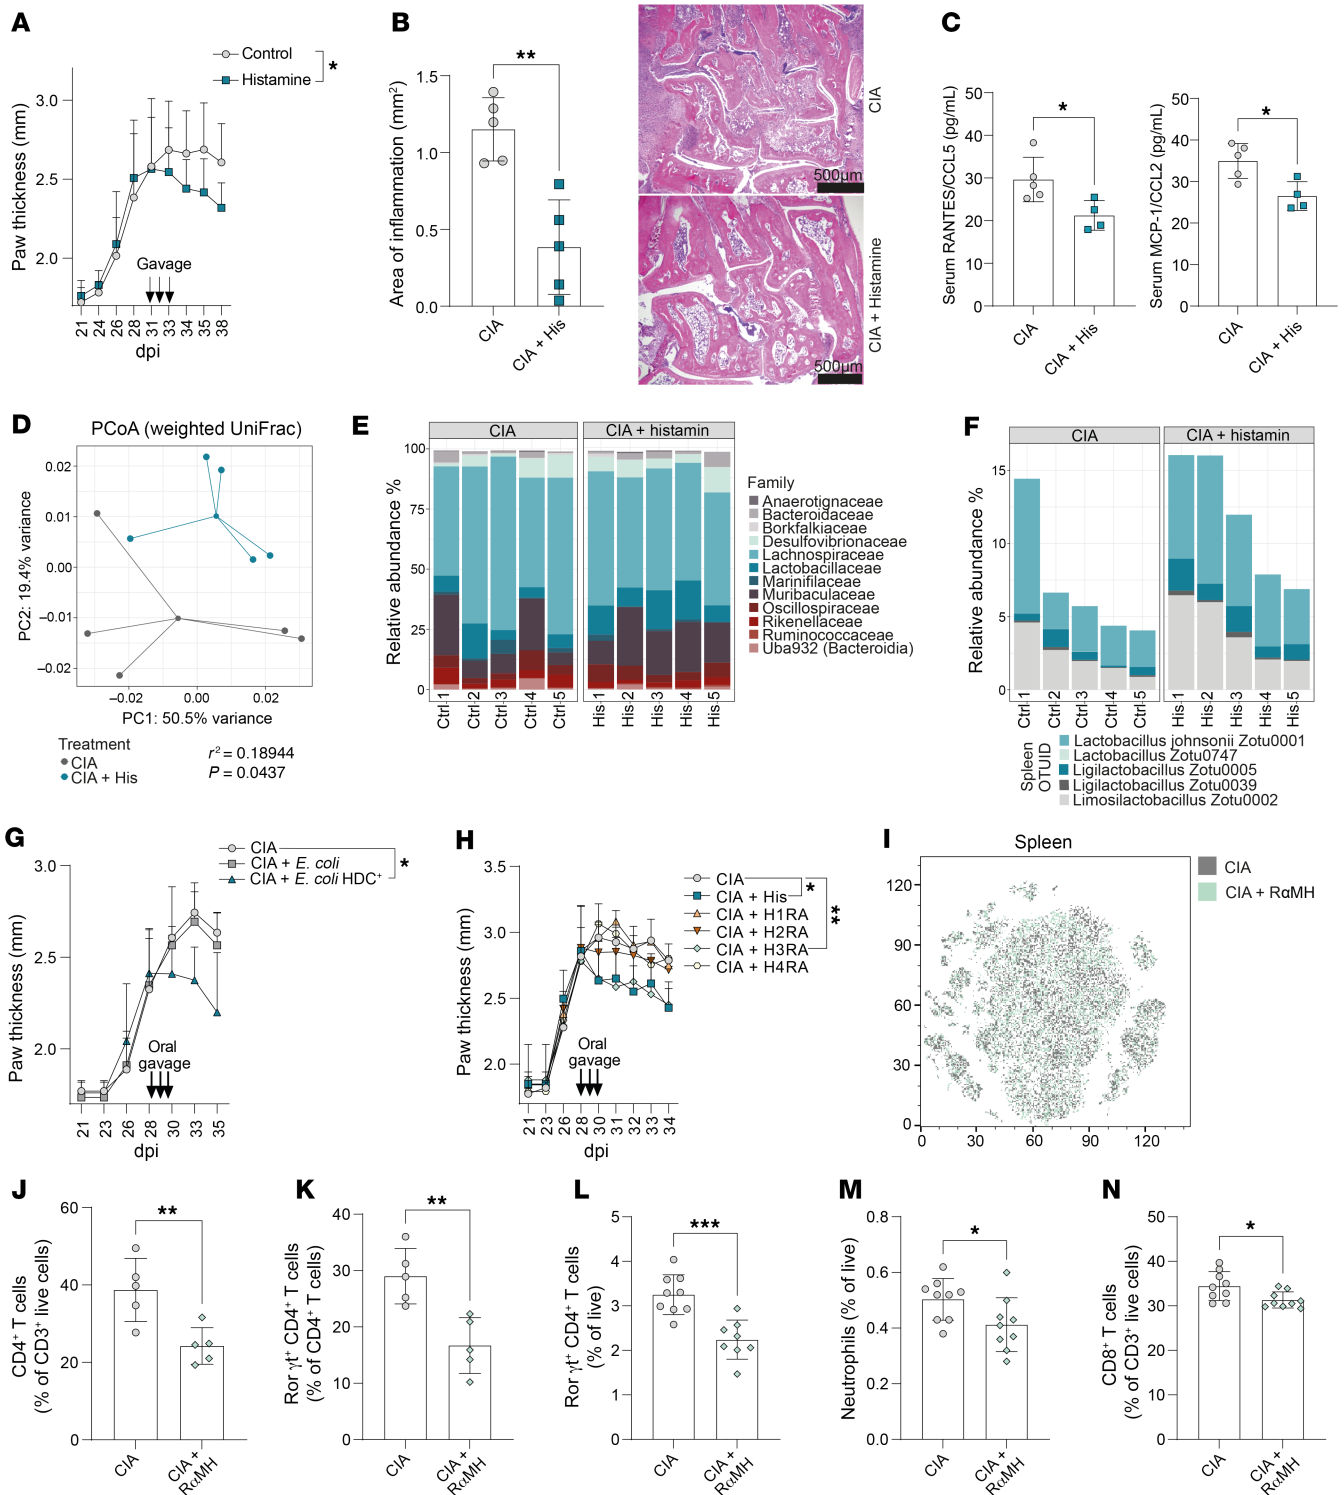 A
Control
Histamine
*
Paw thickness (mm)
3.0
2.5
2.0
Gavage
21 24 26 28 31 33 34 35 38
dpi
B
**
Area of inflammation (mm²)
1.5
1.0
0.5
0.0
CIA
CIA + His
500µm
CIA
500µm
CIA + Histamine
C
*
Serum RANTES/CCL5 (pg/mL)
50
40
30
20
10
0
CIA
CIA + His
*
Serum MCP-1/CCL2 (pg/mL)
50
40
30
20
10
0
CIA
CIA + His
D
PCoA (weighted UniFrac)
PC2: 19.4% variance
0.02
0.01
0.00
−0.01
−0.02
−0.02 0.00 0.02
PC1: 50.5% variance
Treatment
CIA
CIA + His
r² = 0.18944
P = 0.0437
E
CIA
CIA + histamin
Relative abundance %
100
75
50
25
0
Ctrl-1 Ctrl-2 Ctrl-3 Ctrl-4 Ctrl-5 His-1 His-2 His-3 His-4 His-5
Family
Anaerotignaceae
Bacteroidaceae
Borkfalkiaceae
Desulfovibrionaceae
Lachnospiraceae
Lactobacillaceae
Marinifilaceae
Muribaculaceae
Oscillospiraceae
Rikenellaceae
Ruminococcaceae
Uba932 (Bacteroidia)
F
CIA
CIA + histamin
Relative abundance %
15
10
5
0
Ctrl-1 Ctrl-2 Ctrl-3 Ctrl-4 Ctrl-5 His-1 His-2 His-3 His-4 His-5
Spleen
OTUID
Lactobacillus johnsonii Zotu0001
Lactobacillus Zotu0747
Ligilactobacillus Zotu0005
Ligilactobacillus Zotu0039
Limosilactobacillus Zotu0002
G
CIA
CIA + E. coli
CIA + E. coli HDC⁺
*
Paw thickness (mm)
3.0
2.5
2.0
Oral
gavage
21 23 26 28 30 33 35
dpi
H
CIA
CIA + His
CIA + H1RA
CIA + H2RA
CIA + H3RA
CIA + H4RA
*
**
Paw thickness (mm)
3.5
3.0
2.5
2.0
Oral
gavage
21 23 26 28 30 31 32 33 34
dpi
I
Spleen
CIA
CIA + RαMH
120
90
60
30
0
0 30 60 90 120
J
**
CD4⁺ T cells
(% of CD3⁺ live cells)
60
40
20
0
CIA
CIA +
RαMH
K
**
Ror γt⁺ CD4⁺ T cells
(% of CD4⁺ T cells)
40
30
20
10
0
CIA
CIA +
RαMH
L
***
Ror γt⁺ CD4⁺ T cells
(% of live)
5
4
3
2
1
0
CIA
CIA +
RαMH
M
*
Neutrophils (% of live)
0.8
0.6
0.4
0.2
0.0
CIA
CIA +
RαMH
N
*
CD8⁺ T cells
(% of CD3⁺ live cells)
50
40
30
20
10
0
CIA
CIA +
RαMH